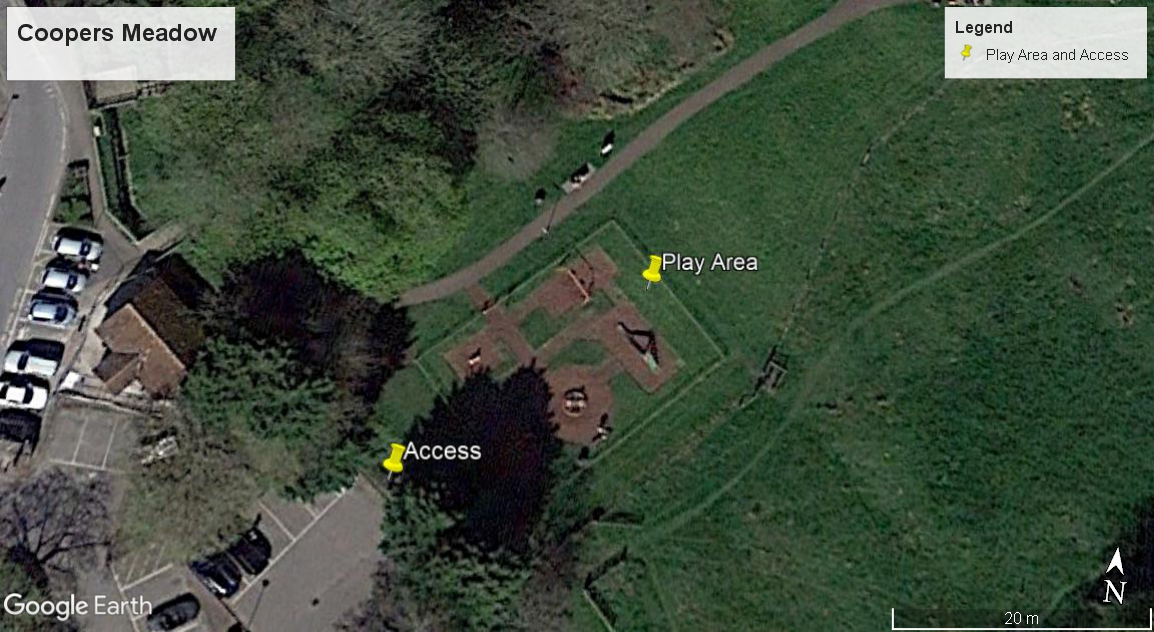 Coopers Meadow
Legend
Play Area and Access
Play Area
Access
Google Earth
N
20 m